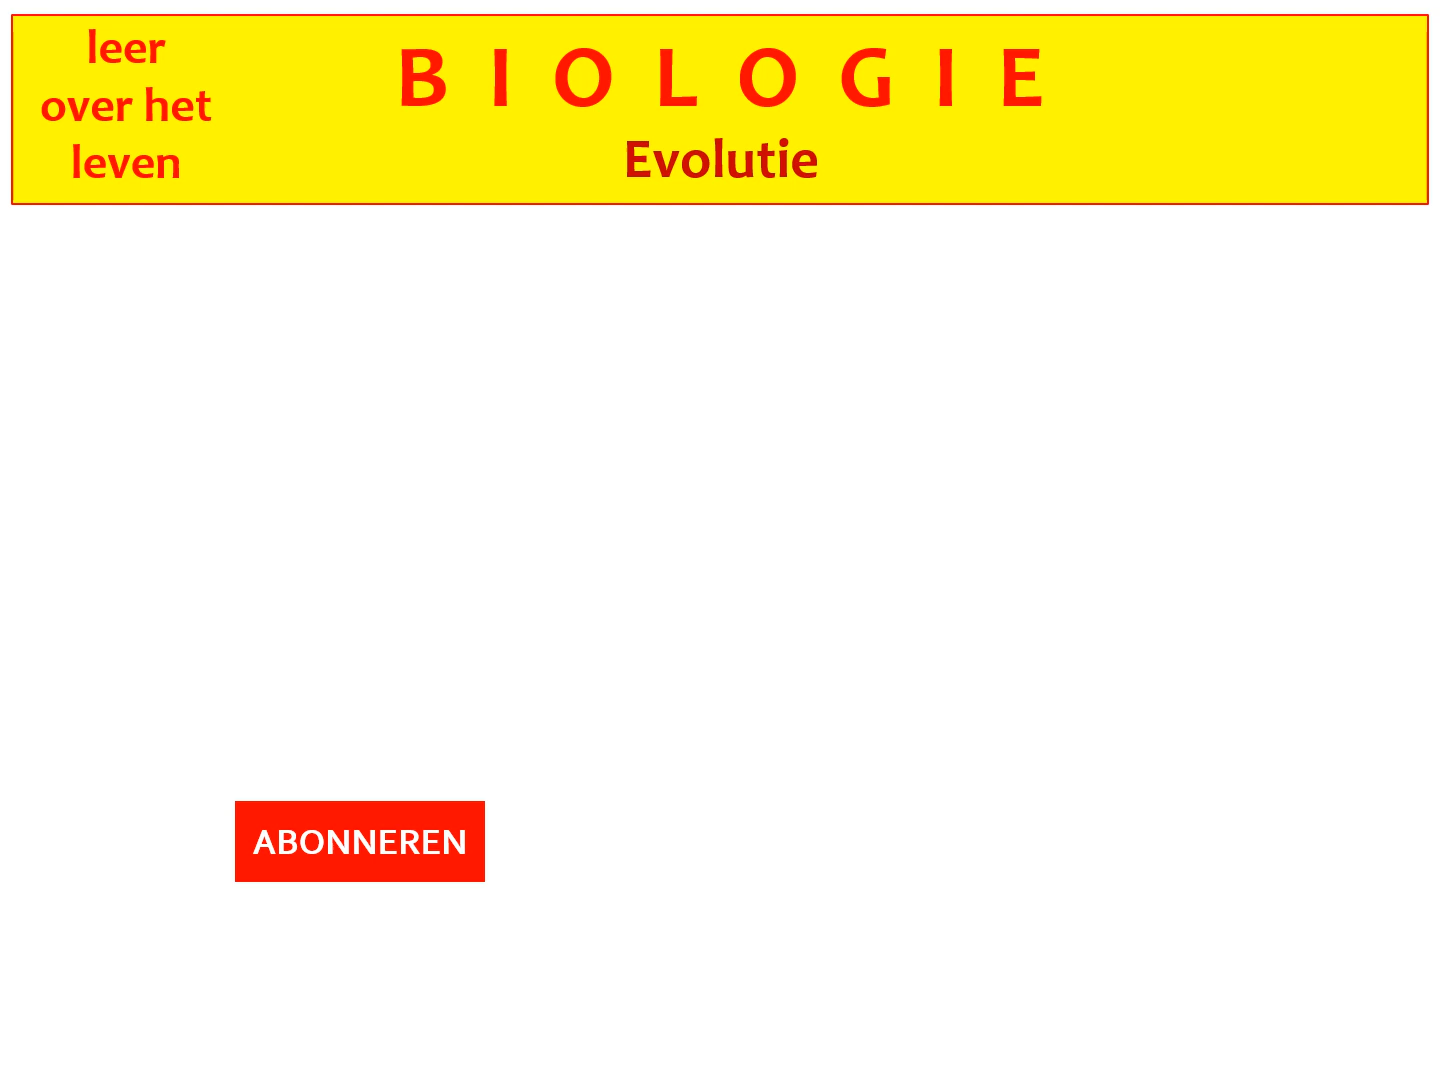 leer
over het
leven
B I O L O G I E
Evolutie
ABONNEREN